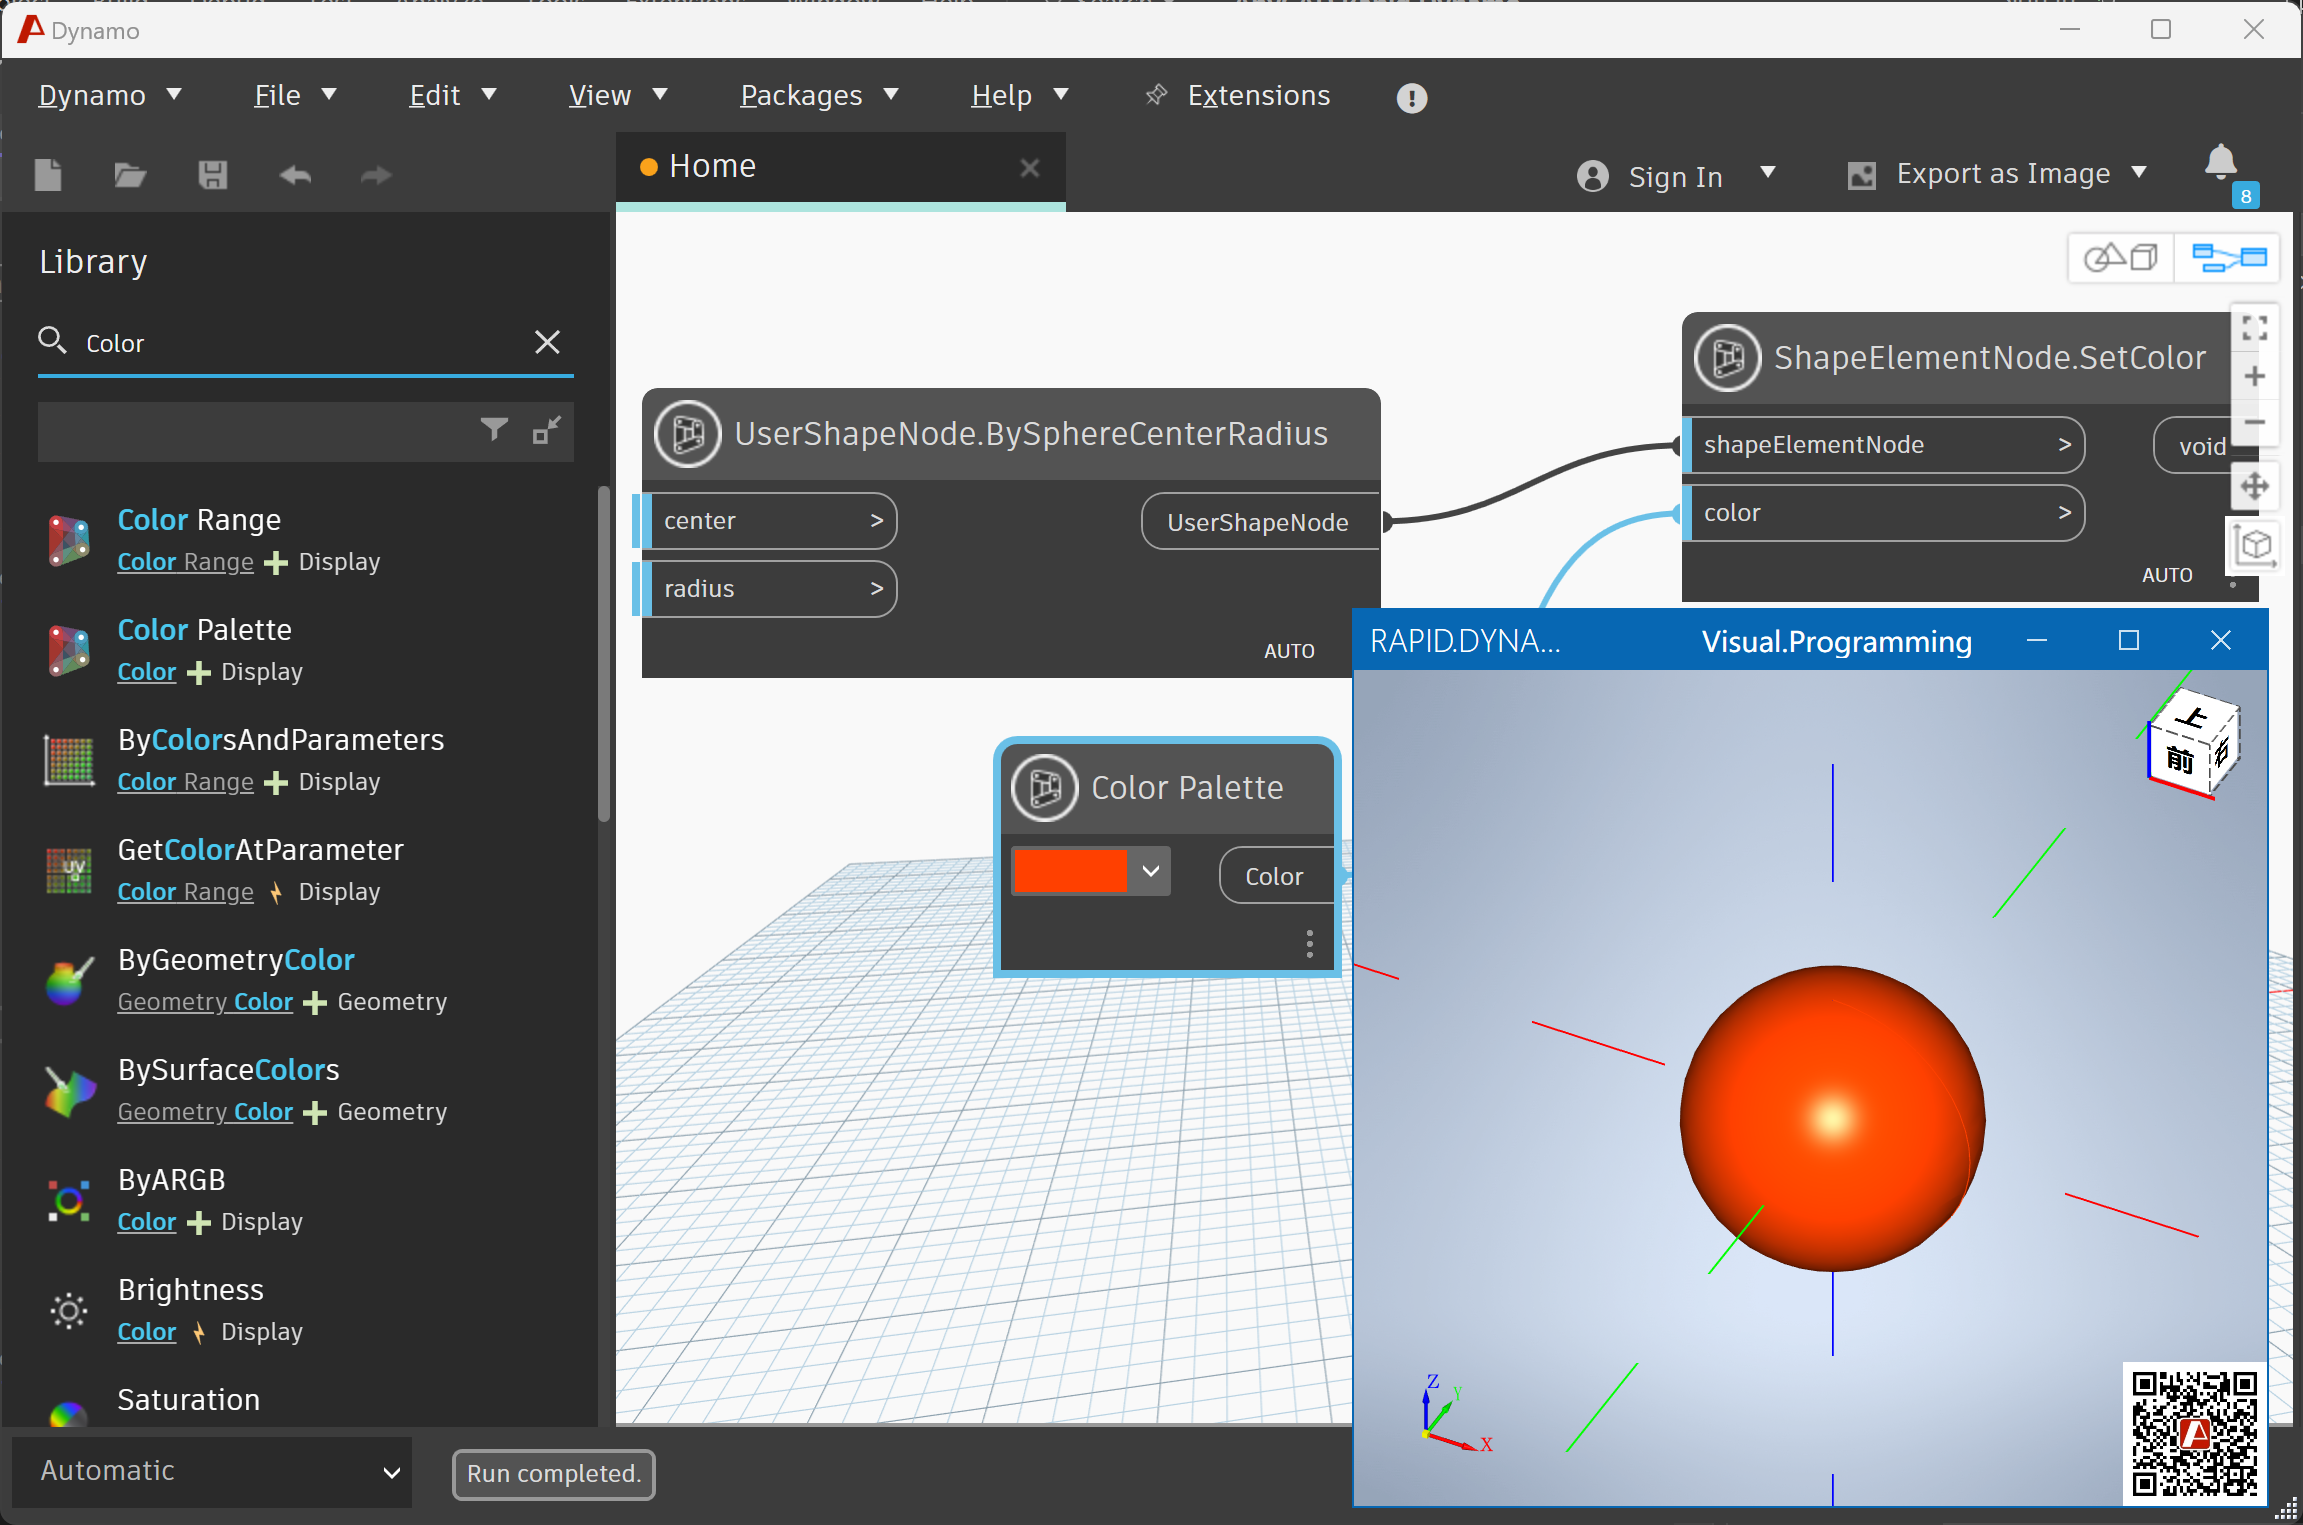 Dynamo
Dynamo
File
Edit
View
Packages
Help
Extensions
Home
Sign In
Export as Image
8
Library
Color
Color Range
Color Range Display
Color Palette
Color Display
ByColorsAndParameters
Color Range Display
GetColorAtParameter
Color Range Display
UV
ByGeometryColor
Geometry Color Geometry
BySurfaceColors
Geometry Color Geometry
ByARGB
Color Display
Brightness
Color Display
Saturation
Automatic
Run completed.
UserShapeNode.BySphereCenterRadius
center >
UserShapeNode
radius >
AUTO
ShapeElementNode.SetColor
shapeElementNode >
void
color >
AUTO
Color Palette
Color
RAPID.DYNA...
Visual.Programming
上
前
右
Z
Y
X